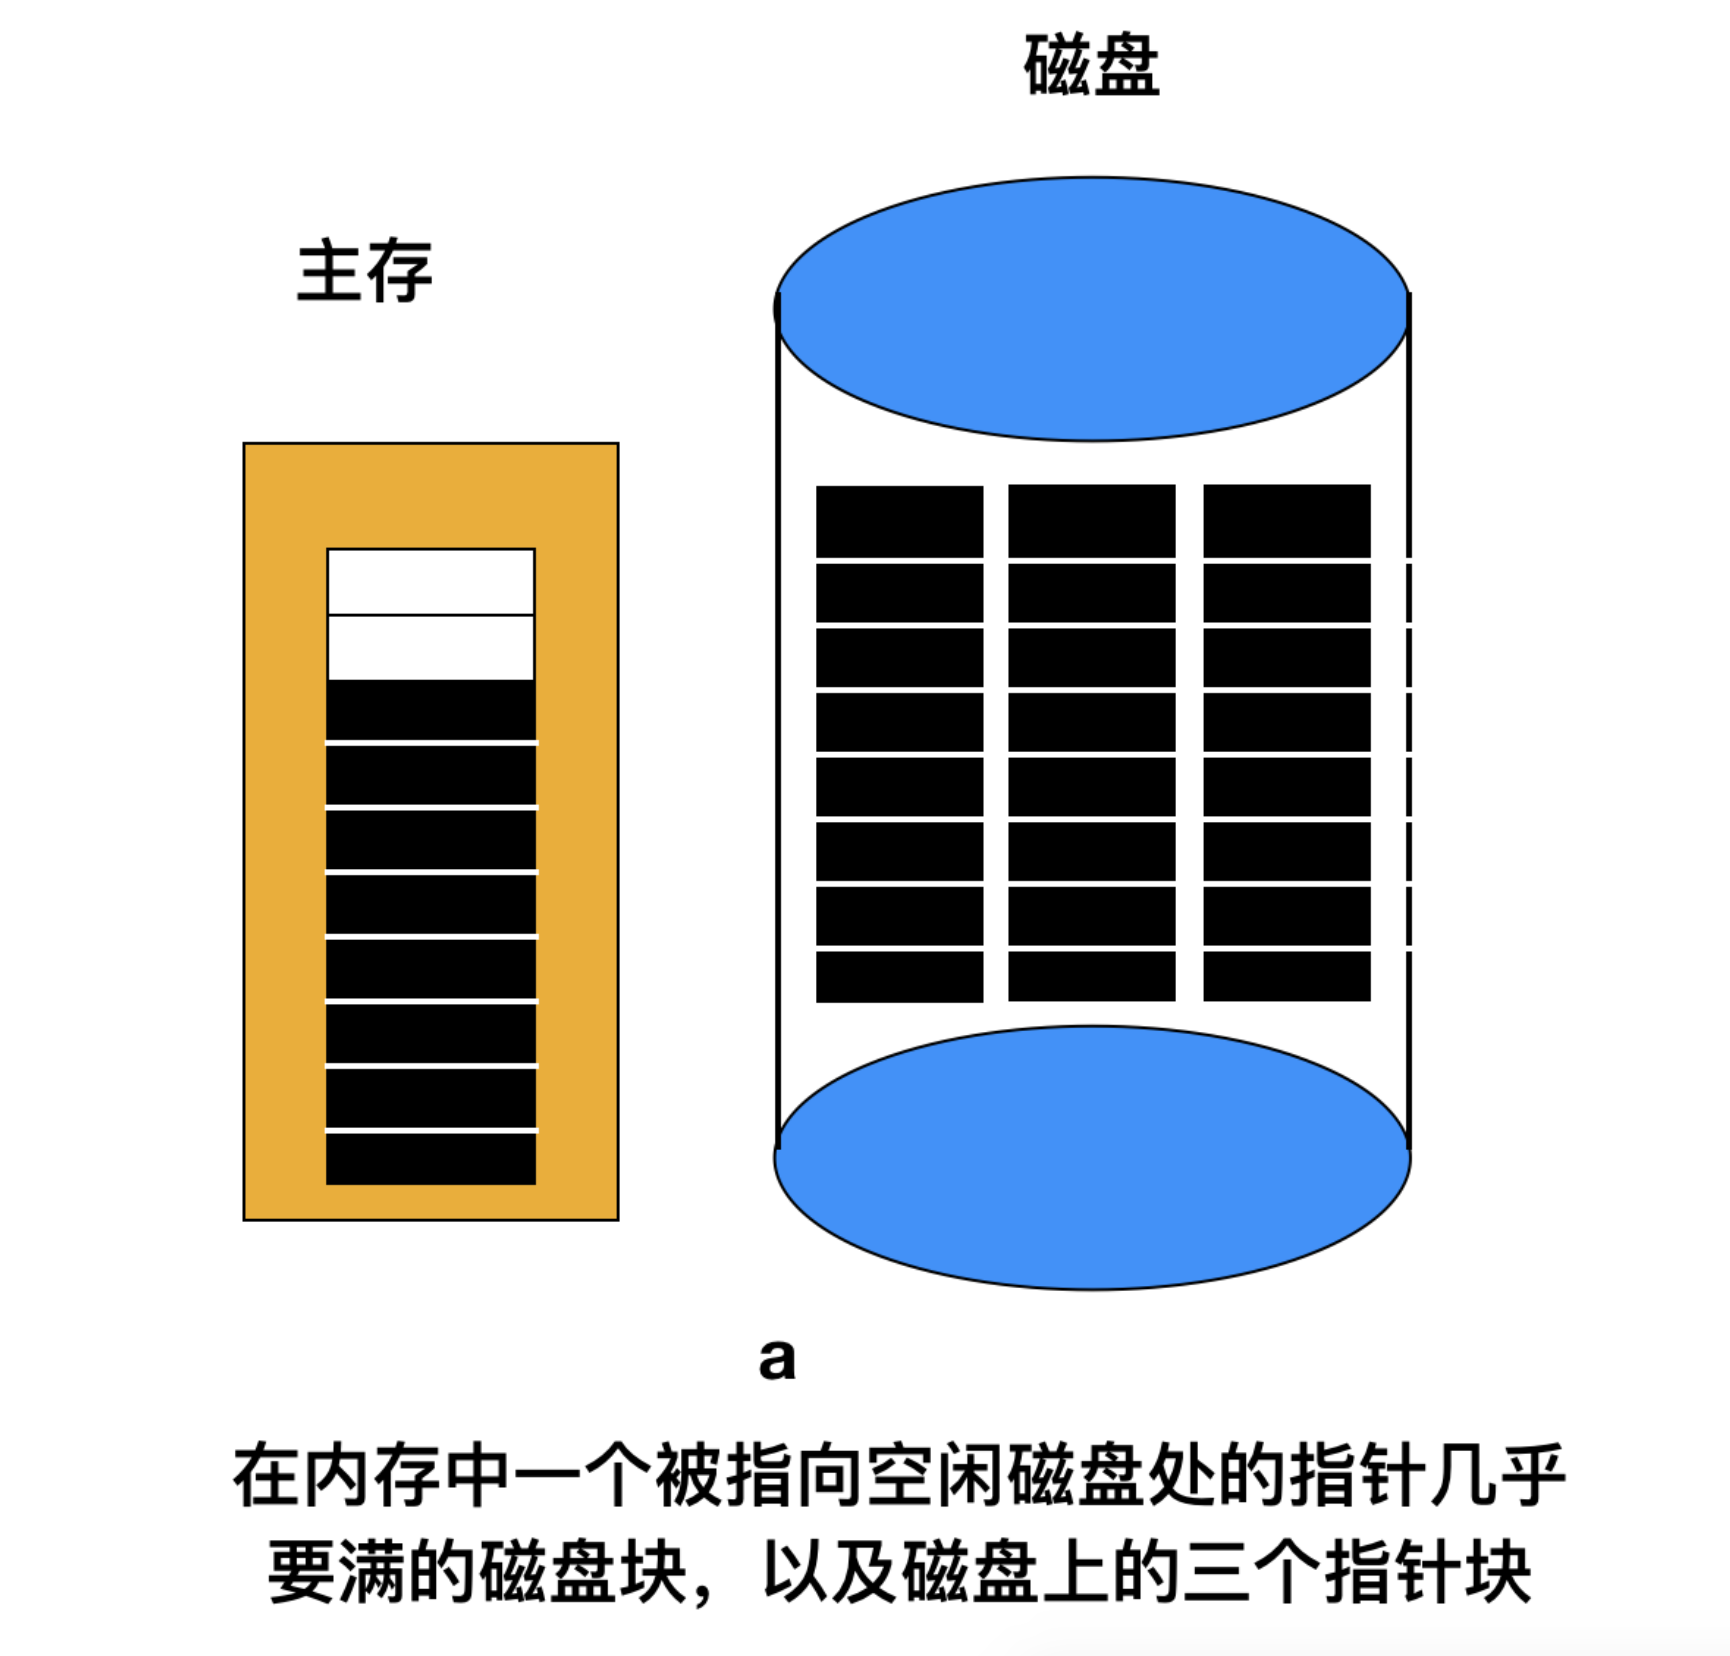 磁盘
主存
a
在内存中一个被指向空闲磁盘处的指针几乎
要满的磁盘块，以及磁盘上的三个指针块